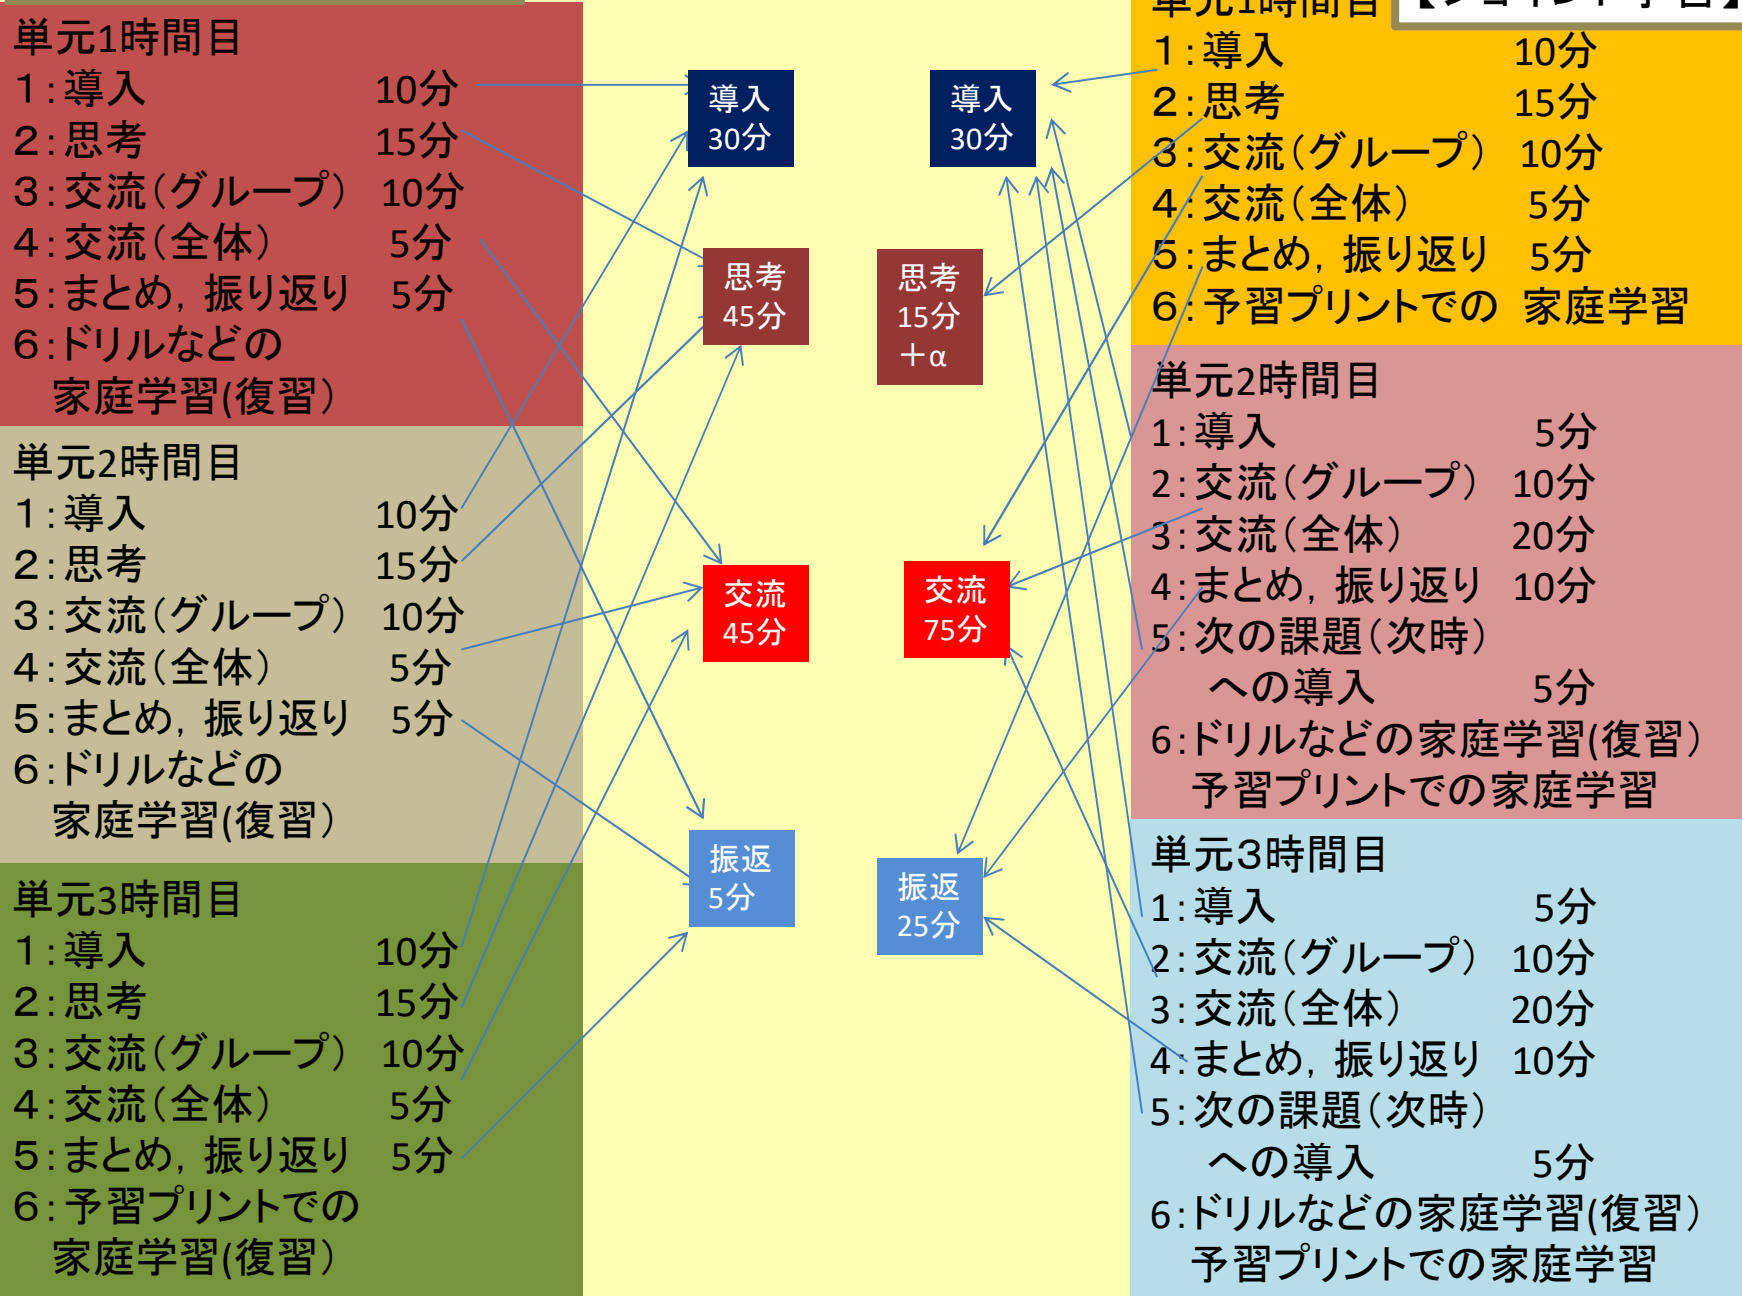 単元1時間目
1:導入 10分
2:思考 15分
3:交流(グループ) 10分
4:交流(全体) 5分
5:まとめ,振り返り 5分
6:ドリルなどの
家庭学習(復習)
単元2時間目
1:導入 10分
2:思考 15分
3:交流(グループ) 10分
4:交流(全体) 5分
5:まとめ,振り返り 5分
6:ドリルなどの
家庭学習(復習)
単元3時間目
1:導入 10分
2:思考 15分
3:交流(グループ) 10分
4:交流(全体) 5分
5:まとめ,振り返り 5分
6:予習プリントでの
家庭学習(復習)
導入
30分
思考
45分
交流
45分
振返
5分
導入
30分
思考
15分
+α
交流
75分
振返
25分
単元1時間目
1:導入 10分
2:思考 15分
3:交流(グループ) 10分
4:交流(全体) 5分
5:まとめ,振り返り 5分
6:予習プリントでの 家庭学習
単元2時間目
1:導入 5分
2:交流(グループ) 10分
3:交流(全体) 20分
4:まとめ,振り返り 10分
5:次の課題(次時)
への導入 5分
6:ドリルなどの家庭学習(復習)
予習プリントでの家庭学習
単元3時間目
1:導入 5分
2:交流(グループ) 10分
3:交流(全体) 20分
4:まとめ,振り返り 10分
5:次の課題(次時)
への導入 5分
6:ドリルなどの家庭学習(復習)
予習プリントでの家庭学習